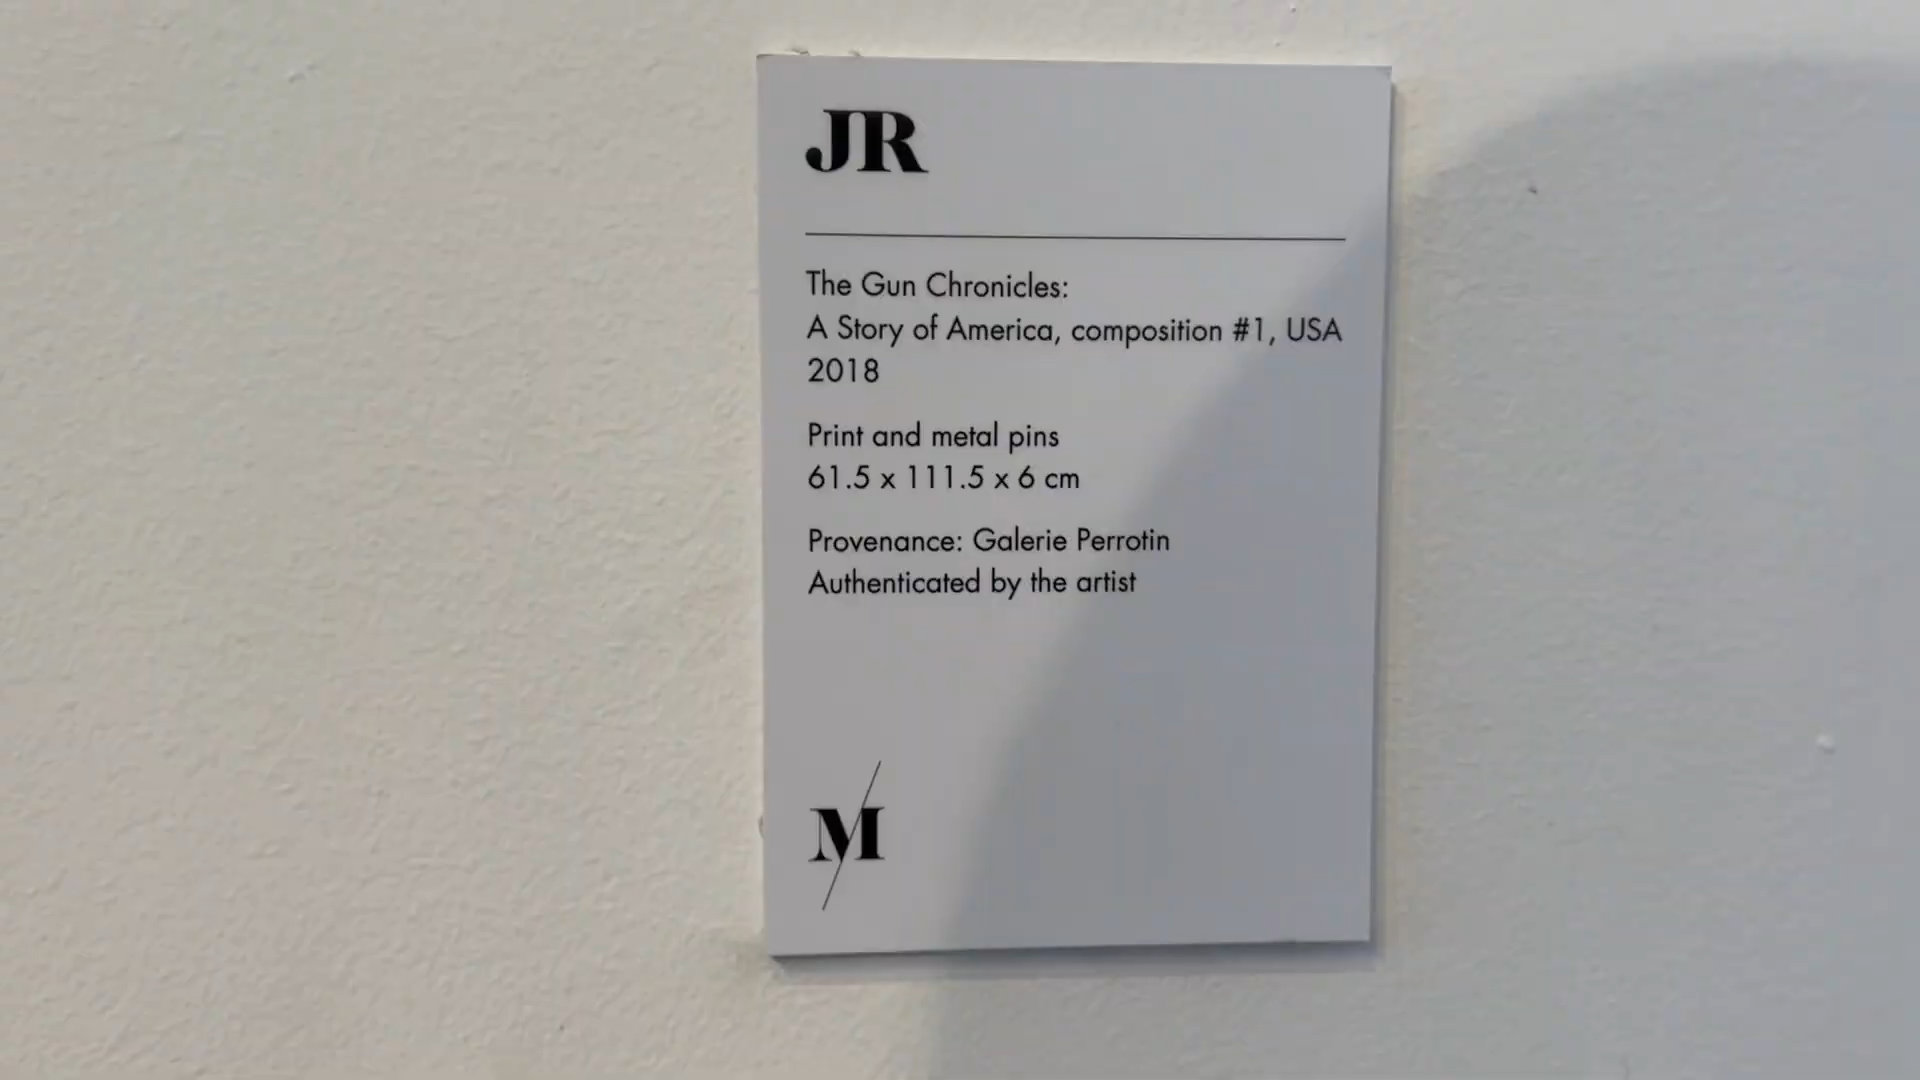 JR
The Gun Chronicles:
A Story of America, composition #1, USA
2018
Print and metal pins
61.5 x 111.5 x 6 cm
Provenance: Galerie Perrotin
Authenticated by the artist
M